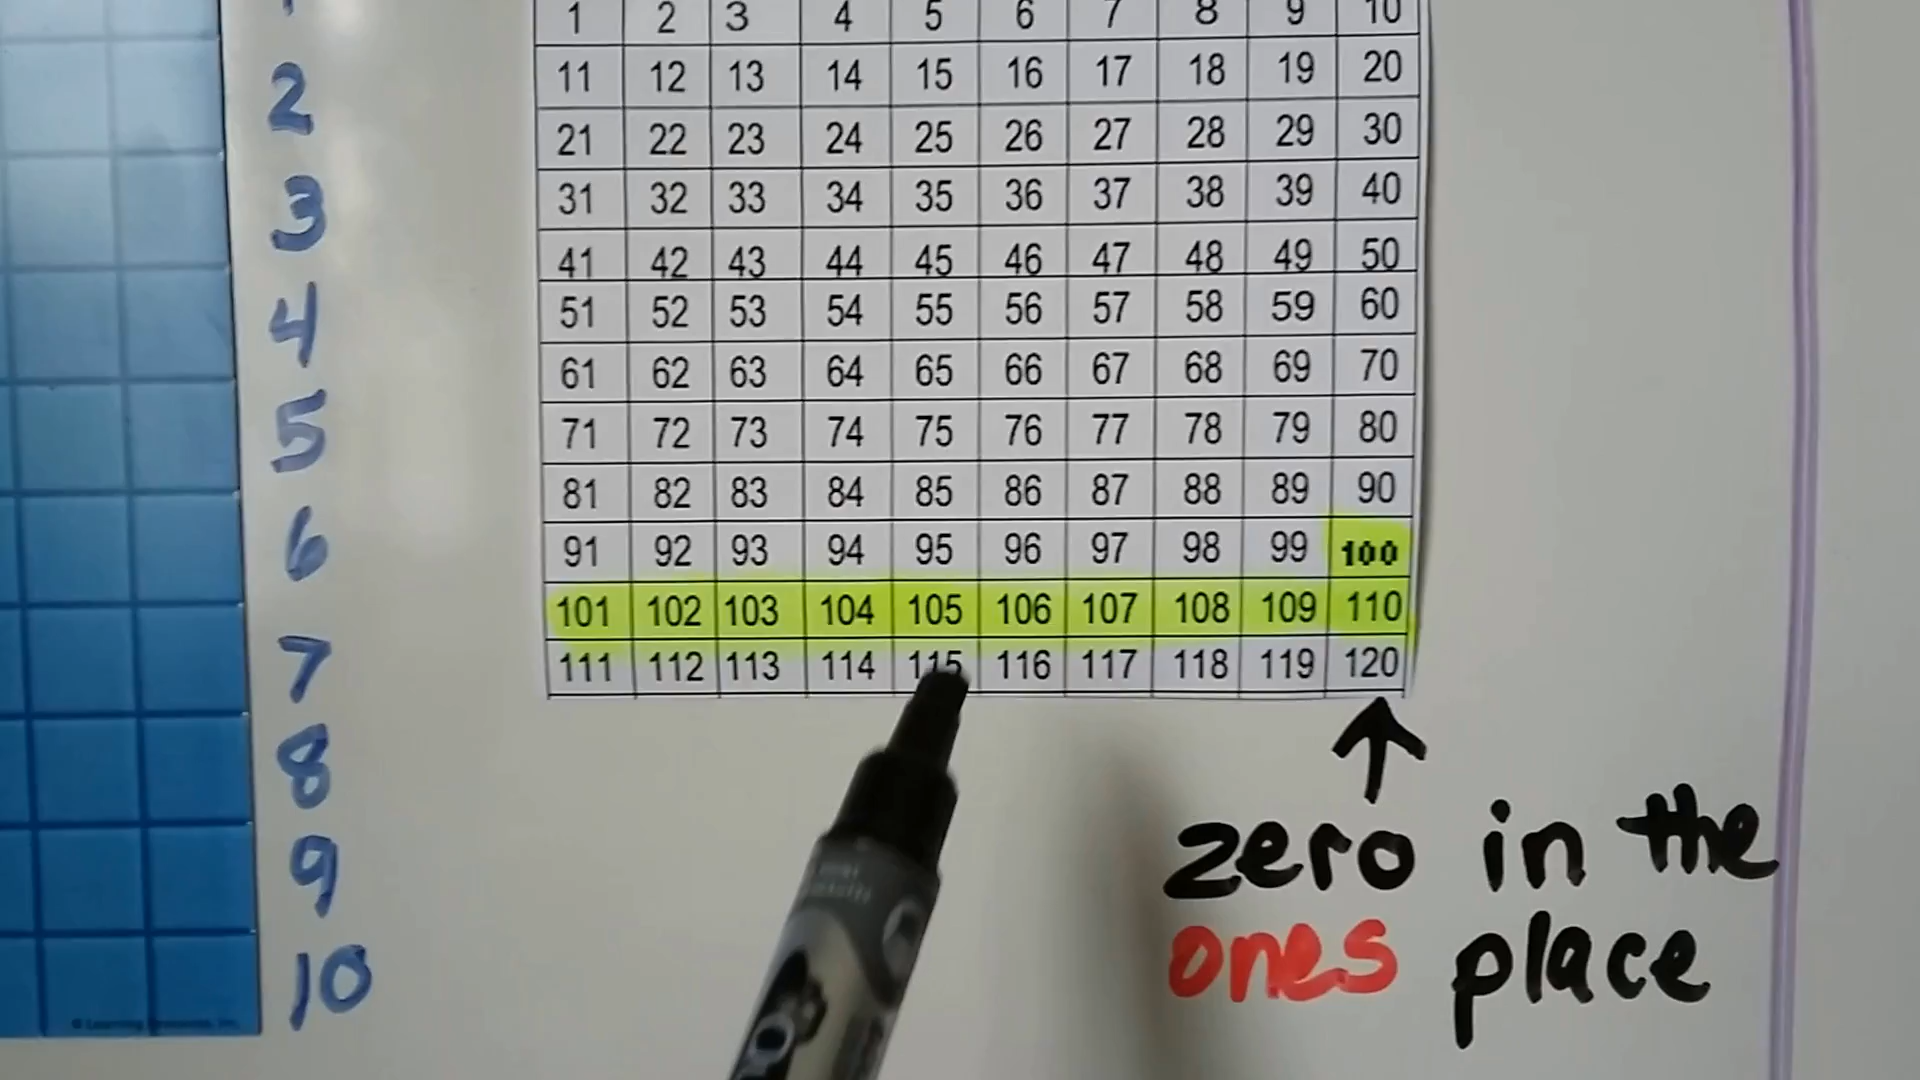 1 2 3 4 5 6 7 8 9 10
2 11 12 13 14 15 16 17 18 19 20
21 22 23 24 25 26 27 28 29 30
3 31 32 33 34 35 36 37 38 39 40
41 42 43 44 45 46 47 48 49 50
4 51 52 53 54 55 56 57 58 59 60
61 62 63 64 65 66 67 68 69 70
5 71 72 73 74 75 76 77 78 79 80
81 82 83 84 85 86 87 88 89 90
6 91 92 93 94 95 96 97 98 99 100
101 102 103 104 105 106 107 108 109 110
7 111 112 113 114 115 116 117 118 119 120
8
9
10
zero in the
ones place
© Learning Resources, Inc.